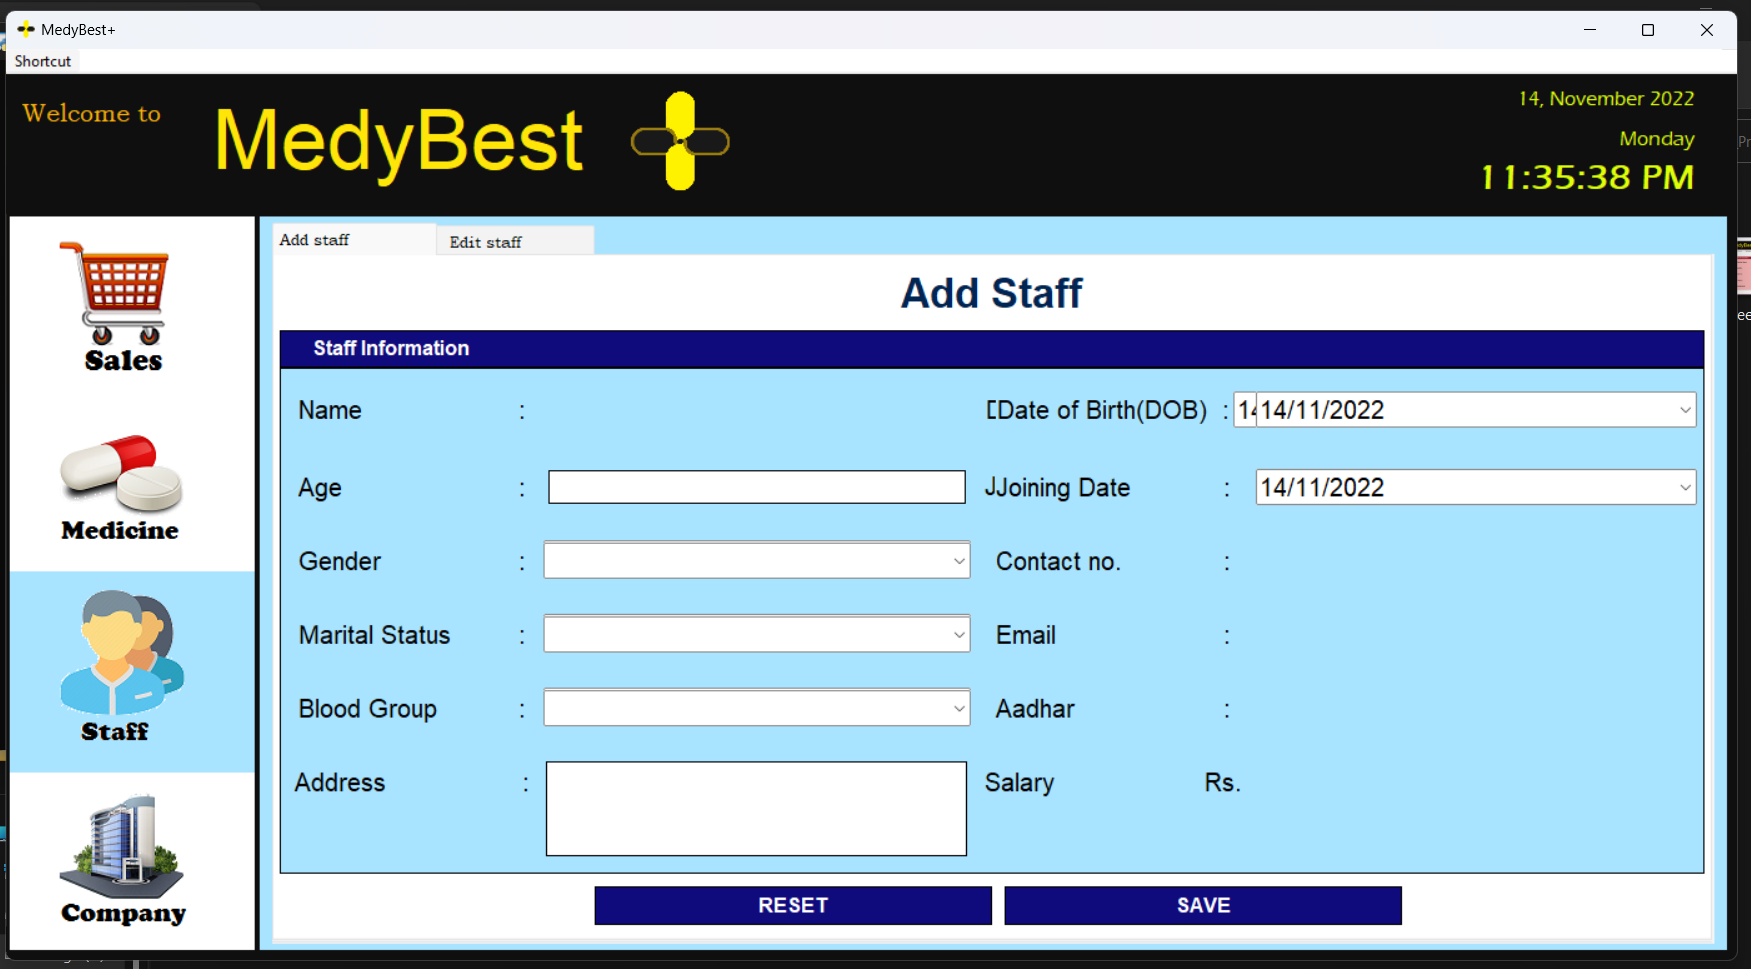 MedyBest+
Shortcut
Welcome to
MedyBest
14, November 2022
Monday
11:35:38 PM
Sales
Medicine
Staff
Company
Add staff
Edit staff
Add Staff
Staff Information
Name :
Date of Birth(DOB) : 14/11/2022
Age :
Joining Date : 14/11/2022
Gender :
Contact no. :
Marital Status :
Email :
Blood Group :
Aadhar :
Address :
Salary Rs.
RESET
SAVE